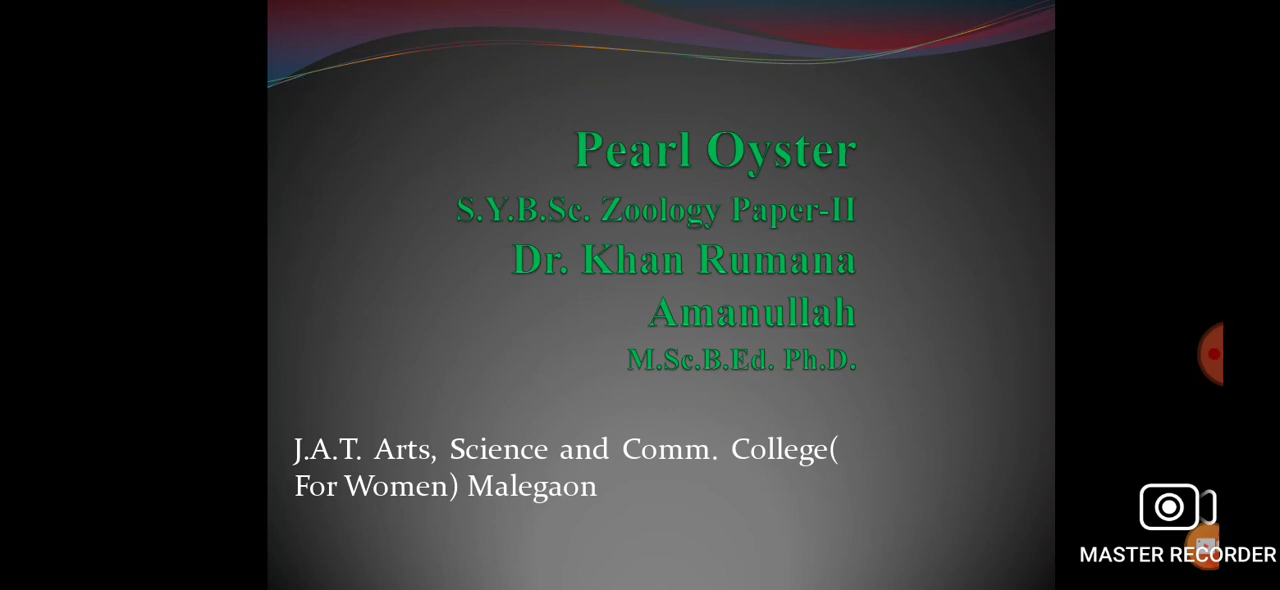 Pearl Oyster
S.Y.B.Sc. Zoology Paper-II
Dr. Khan Rumana
Amanullah
M.Sc.B.Ed. Ph.D.
J.A.T. Arts, Science and Comm. College(
For Women) Malegaon
MASTER RECORDER